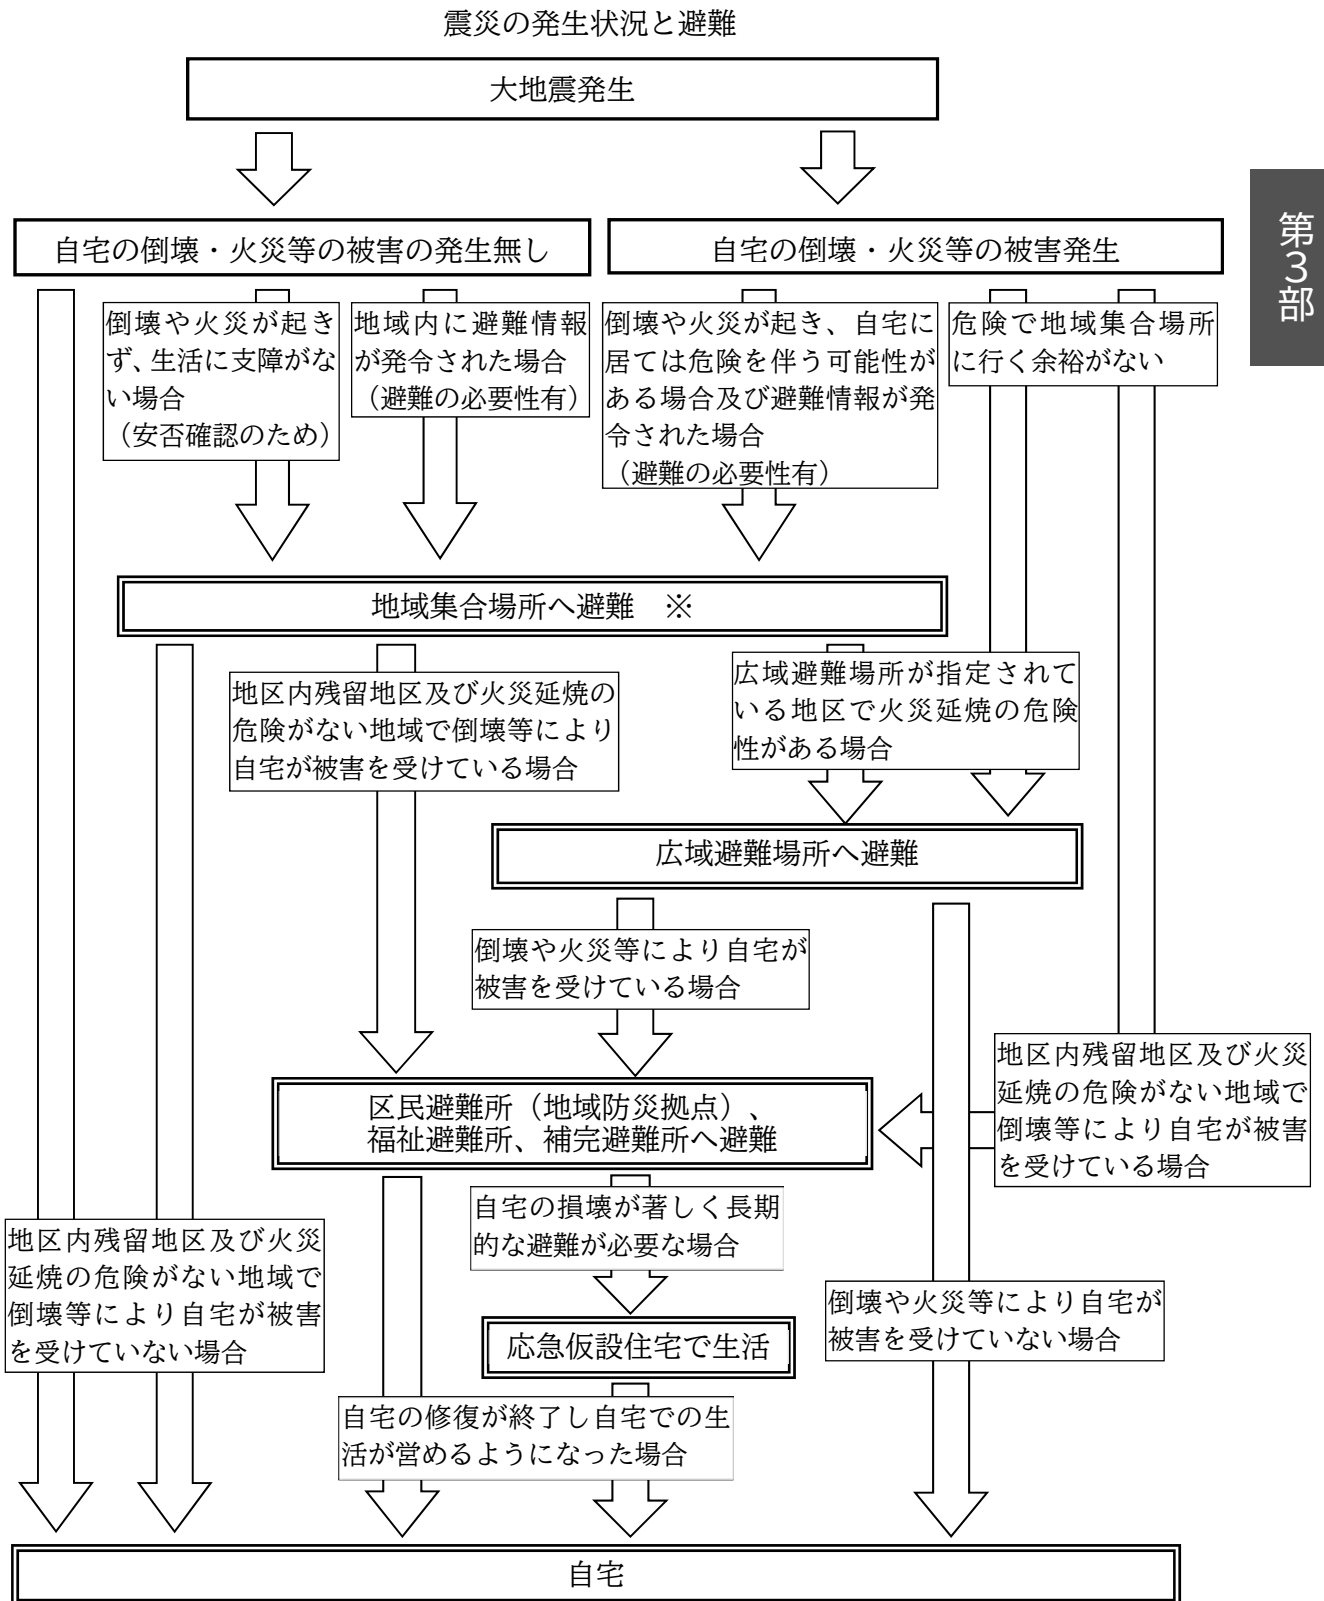 震災の発生状況と避難
大地震発生
第3部
自宅の倒壊・火災等の被害の発生無し
自宅の倒壊・火災等の被害発生
倒壊や火災が起き
ず、生活に支障がな
い場合
（安否確認のため）
地域内に避難情報
が発令された場合
（避難の必要性有）
倒壊や火災が起き、自宅に
居ては危険を伴う可能性が
ある場合及び避難情報が発
令された場合
（避難の必要性有）
危険で地域集合場所
に行く余裕がない
地域集合場所へ避難　※
地区内残留地区及び火災延焼の
危険がない地域で倒壊等により
自宅が被害を受けている場合
広域避難場所が指定されて
いる地区で火災延焼の危険
性がある場合
広域避難場所へ避難
倒壊や火災等により自宅が
被害を受けている場合
地区内残留地区及び火災
延焼の危険がない地域で
倒壊等により自宅が被害
を受けている場合
区民避難所（地域防災拠点）、
福祉避難所、補完避難所へ避難
自宅の損壊が著しく長期
的な避難が必要な場合
地区内残留地区及び火災
延焼の危険がない地域で
倒壊等により自宅が被害
を受けていない場合
倒壊や火災等により自宅が
被害を受けていない場合
応急仮設住宅で生活
自宅の修復が終了し自宅での生
活が営めるようになった場合
自宅